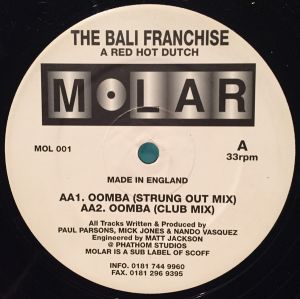 THE BALI FRANCHISE
A RED HOT DUTCH
MOLAR
MOL 001
A
33rpm
MADE IN ENGLAND
AA1. OOMBA (STRUNG OUT MIX)
AA2. OOMBA (CLUB MIX)
All Tracks Written & Produced by
PAUL PARSONS, MICK JONES & NANDO VASQUEZ
Engineered by MATT JACKSON
@ PHATHOM STUDIOS
MOLAR IS A SUB LABEL OF SCOFF
INFO. 0181 744 9960
FAX. 0181 296 9395